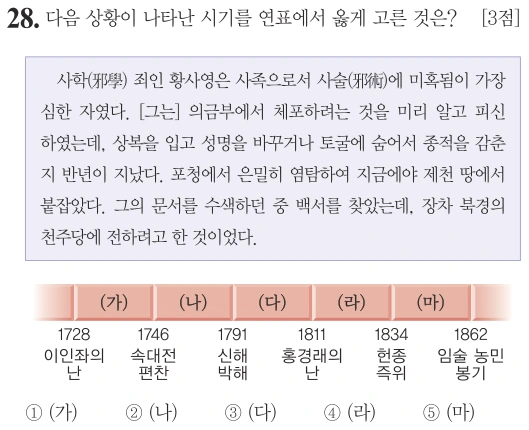 28. 다음 상황이 나타난 시기를 연표에서 옳게 고른 것은? [3점]
사학(邪學) 죄인 황사영은 사족으로서 사술(邪術)에 미혹됨이 가장
심한 자였다. [그는] 의금부에서 체포하려는 것을 미리 알고 피신
하였는데, 상복을 입고 성명을 바꾸거나 토굴에 숨어서 종적을 감춘
지 반년이 지났다. 포청에서 은밀히 염탐하여 지금에야 제천 땅에서
붙잡았다. 그의 문서를 수색하던 중 백서를 찾았는데, 장차 북경의
천주당에 전하려고 한 것이었다.
(가) (나) (다) (라) (마)
1728 1746 1791 1811 1834 1862
이인좌의 속대전 신해 홍경래의 헌종 임술 농민
난 편찬 박해 난 즉위 봉기
① (가) ② (나) ③ (다) ④ (라) ⑤ (마)